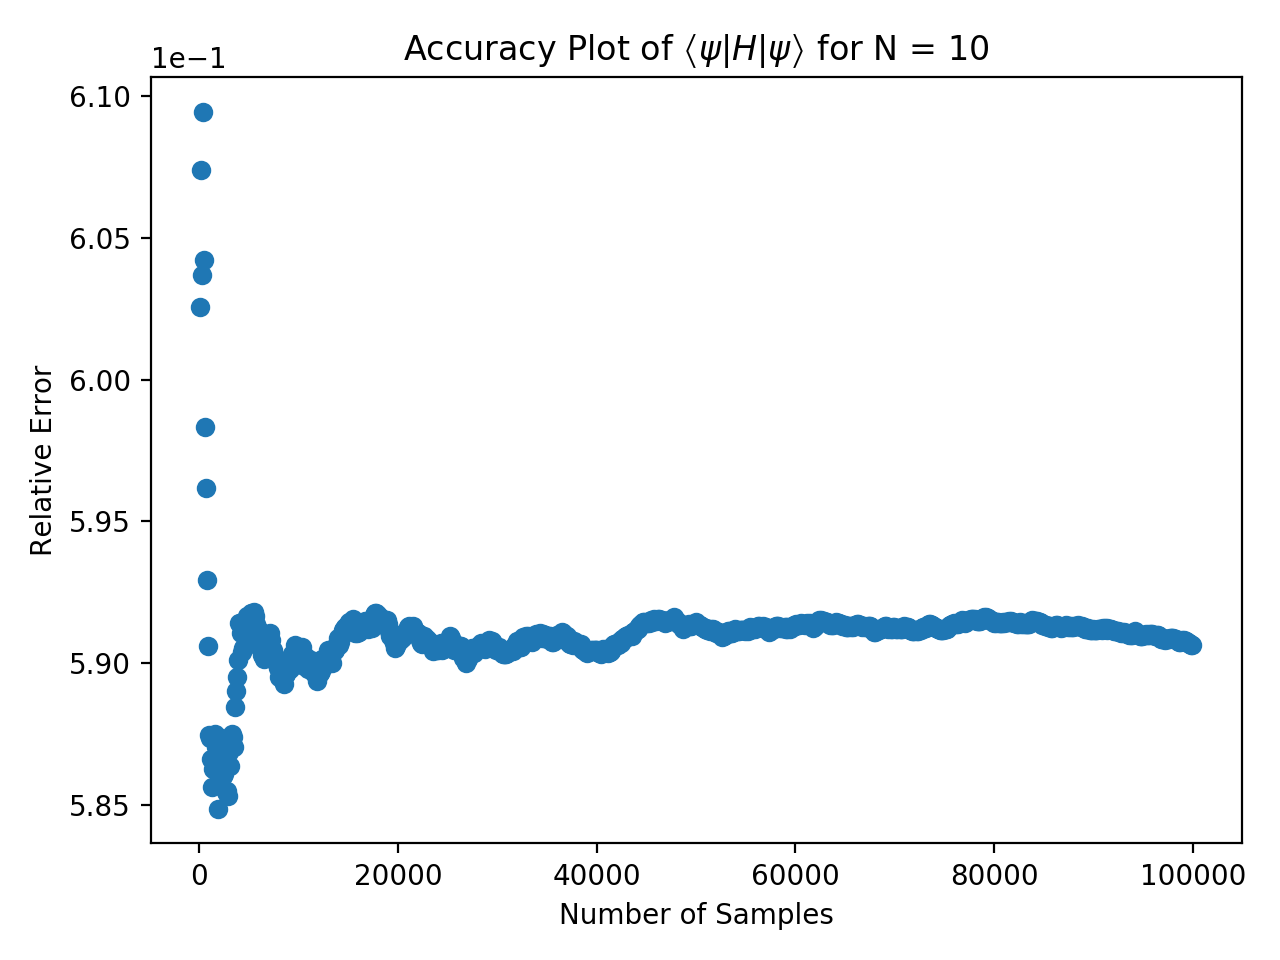 Accuracy Plot of ⟨ψ|H|ψ⟩ for N = 10
1e−1
6.10
6.05
6.00
5.95
5.90
5.85
Relative Error
0 20000 40000 60000 80000 100000
Number of Samples